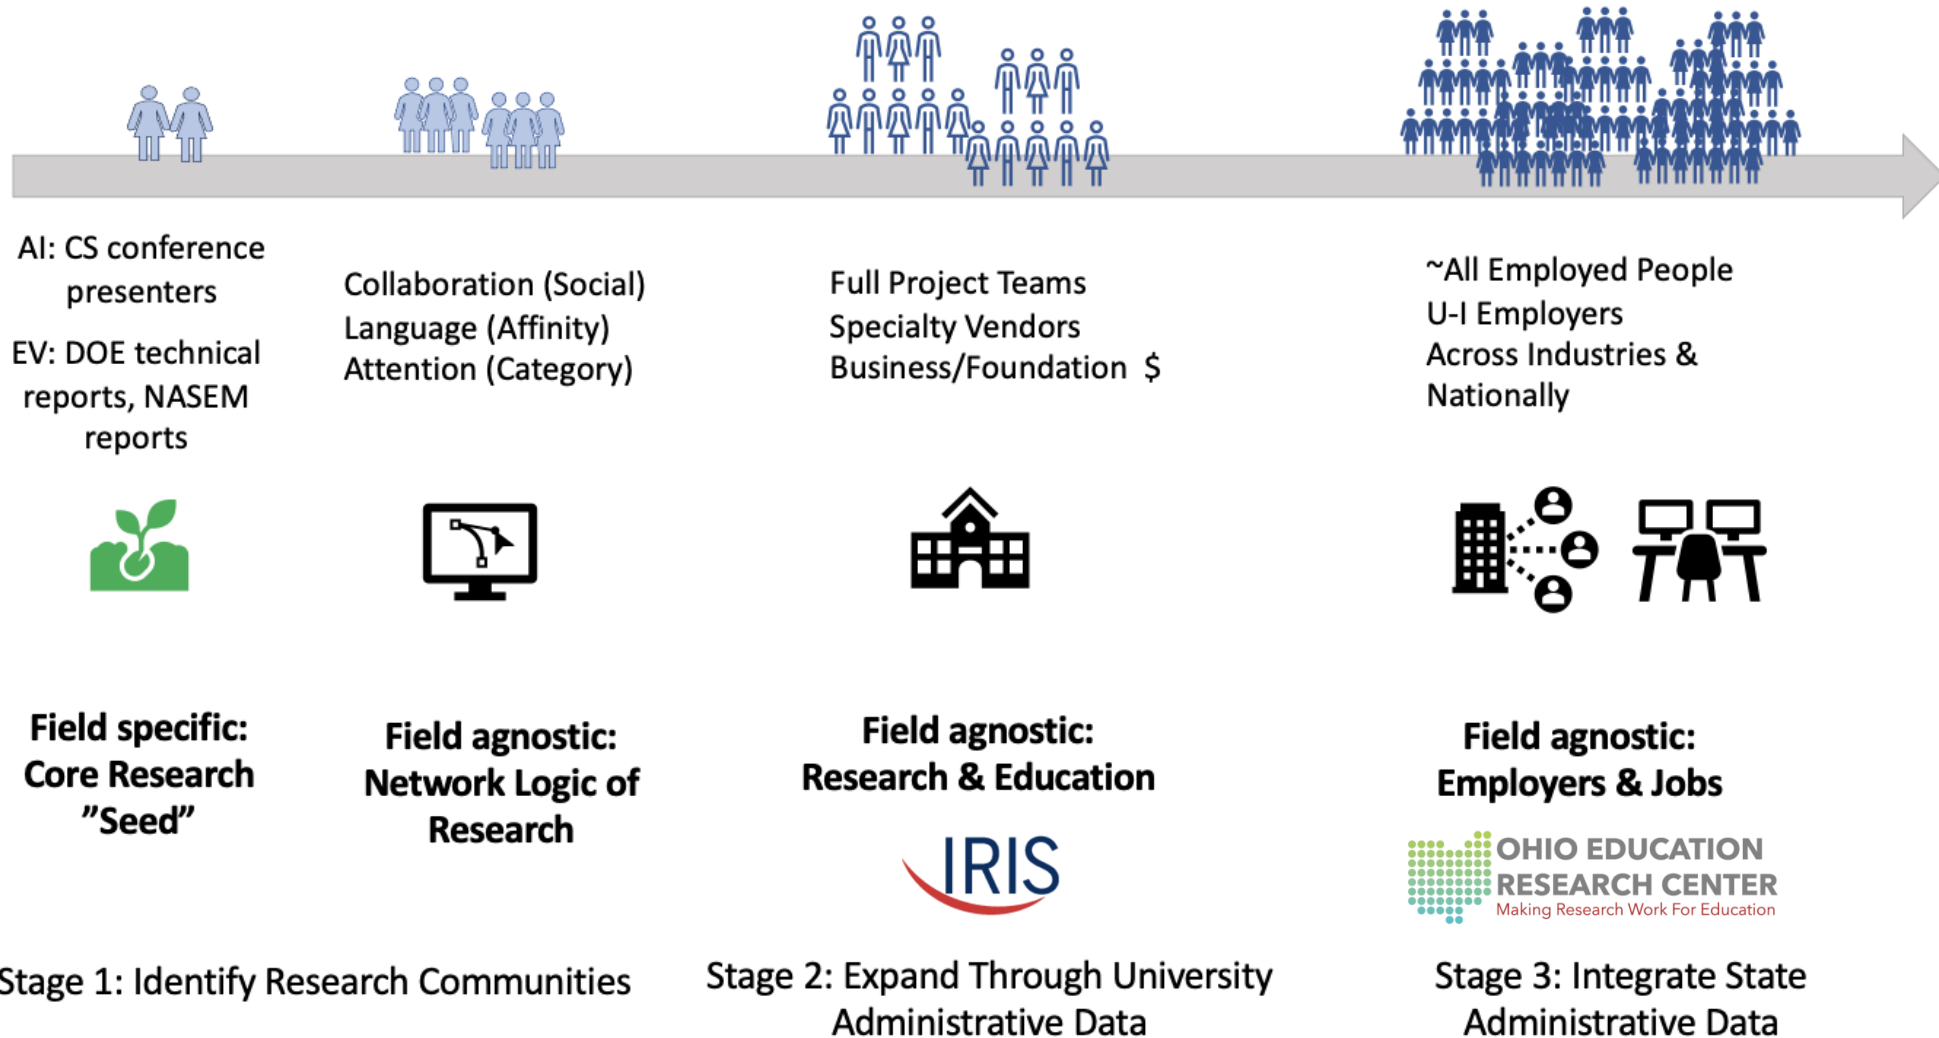 AI: CS conference
presenters
EV: DOE technical
reports, NASEM
reports
Collaboration (Social)
Language (Affinity)
Attention (Category)
Full Project Teams
Specialty Vendors
Business/Foundation $
~All Employed People
U-I Employers
Across Industries &
Nationally
Field specific:
Core Research
”Seed”
Field agnostic:
Network Logic of
Research
Field agnostic:
Research & Education
IRIS
Field agnostic:
Employers & Jobs
OHIO EDUCATION
RESEARCH CENTER
Making Research Work For Education
Stage 1: Identify Research Communities
Stage 2: Expand Through University
Administrative Data
Stage 3: Integrate State
Administrative Data